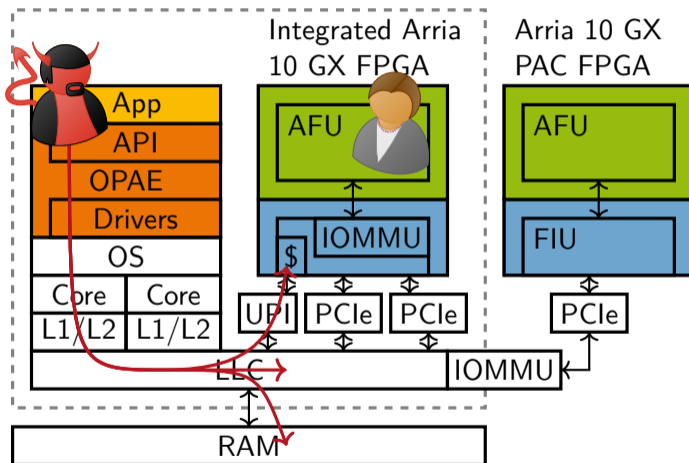 Integrated Arria
10 GX FPGA
Arria 10 GX
PAC FPGA
App
API
OPAE
Drivers
OS
Core
Core
L1/L2
L1/L2
AFU
IOMMU
$
UPI
PCIe
PCIe
AFU
FIU
PCIe
LLC
IOMMU
RAM